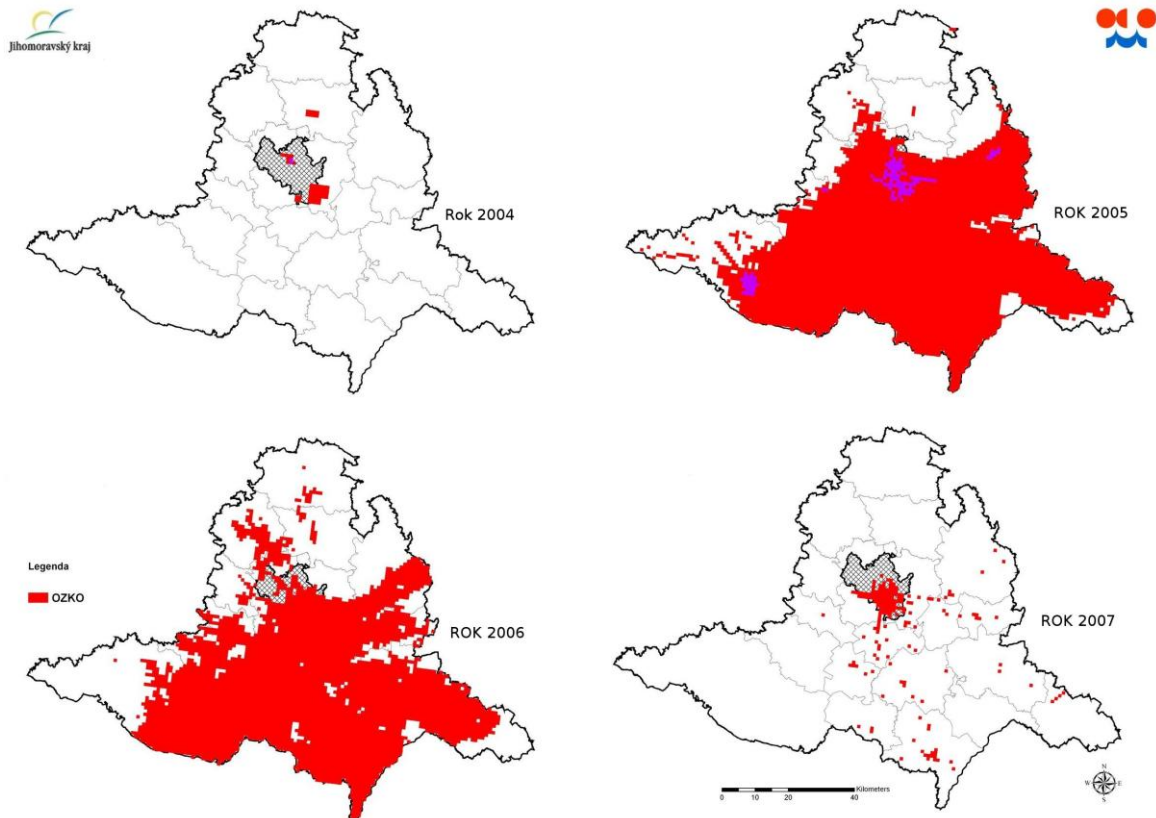 Jihomoravský kraj
Rok 2004
ROK 2005
Legenda
OZKO
ROK 2006
ROK 2007
Kilometers
0 10 20 40
N
W E
S